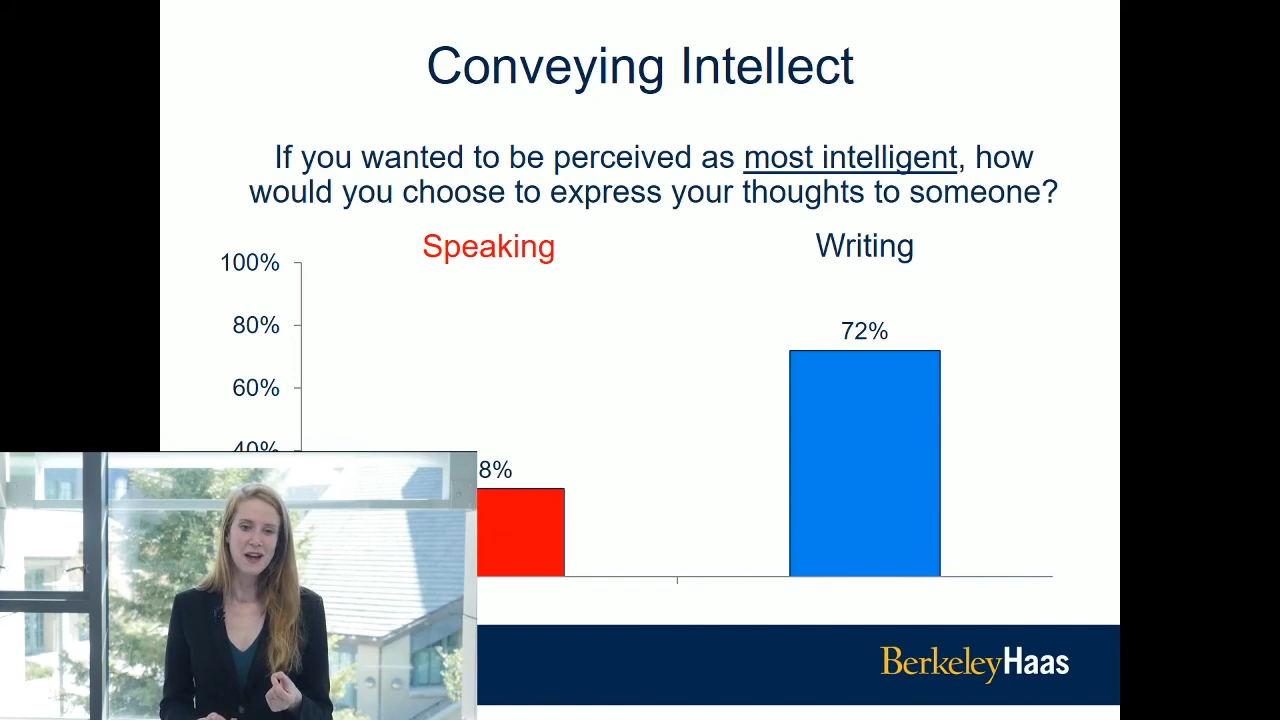 Conveying Intellect
If you wanted to be perceived as most intelligent, how
would you choose to express your thoughts to someone?
Speaking
Writing
100%
80%
60%
40%
8%
72%
BerkeleyHaas